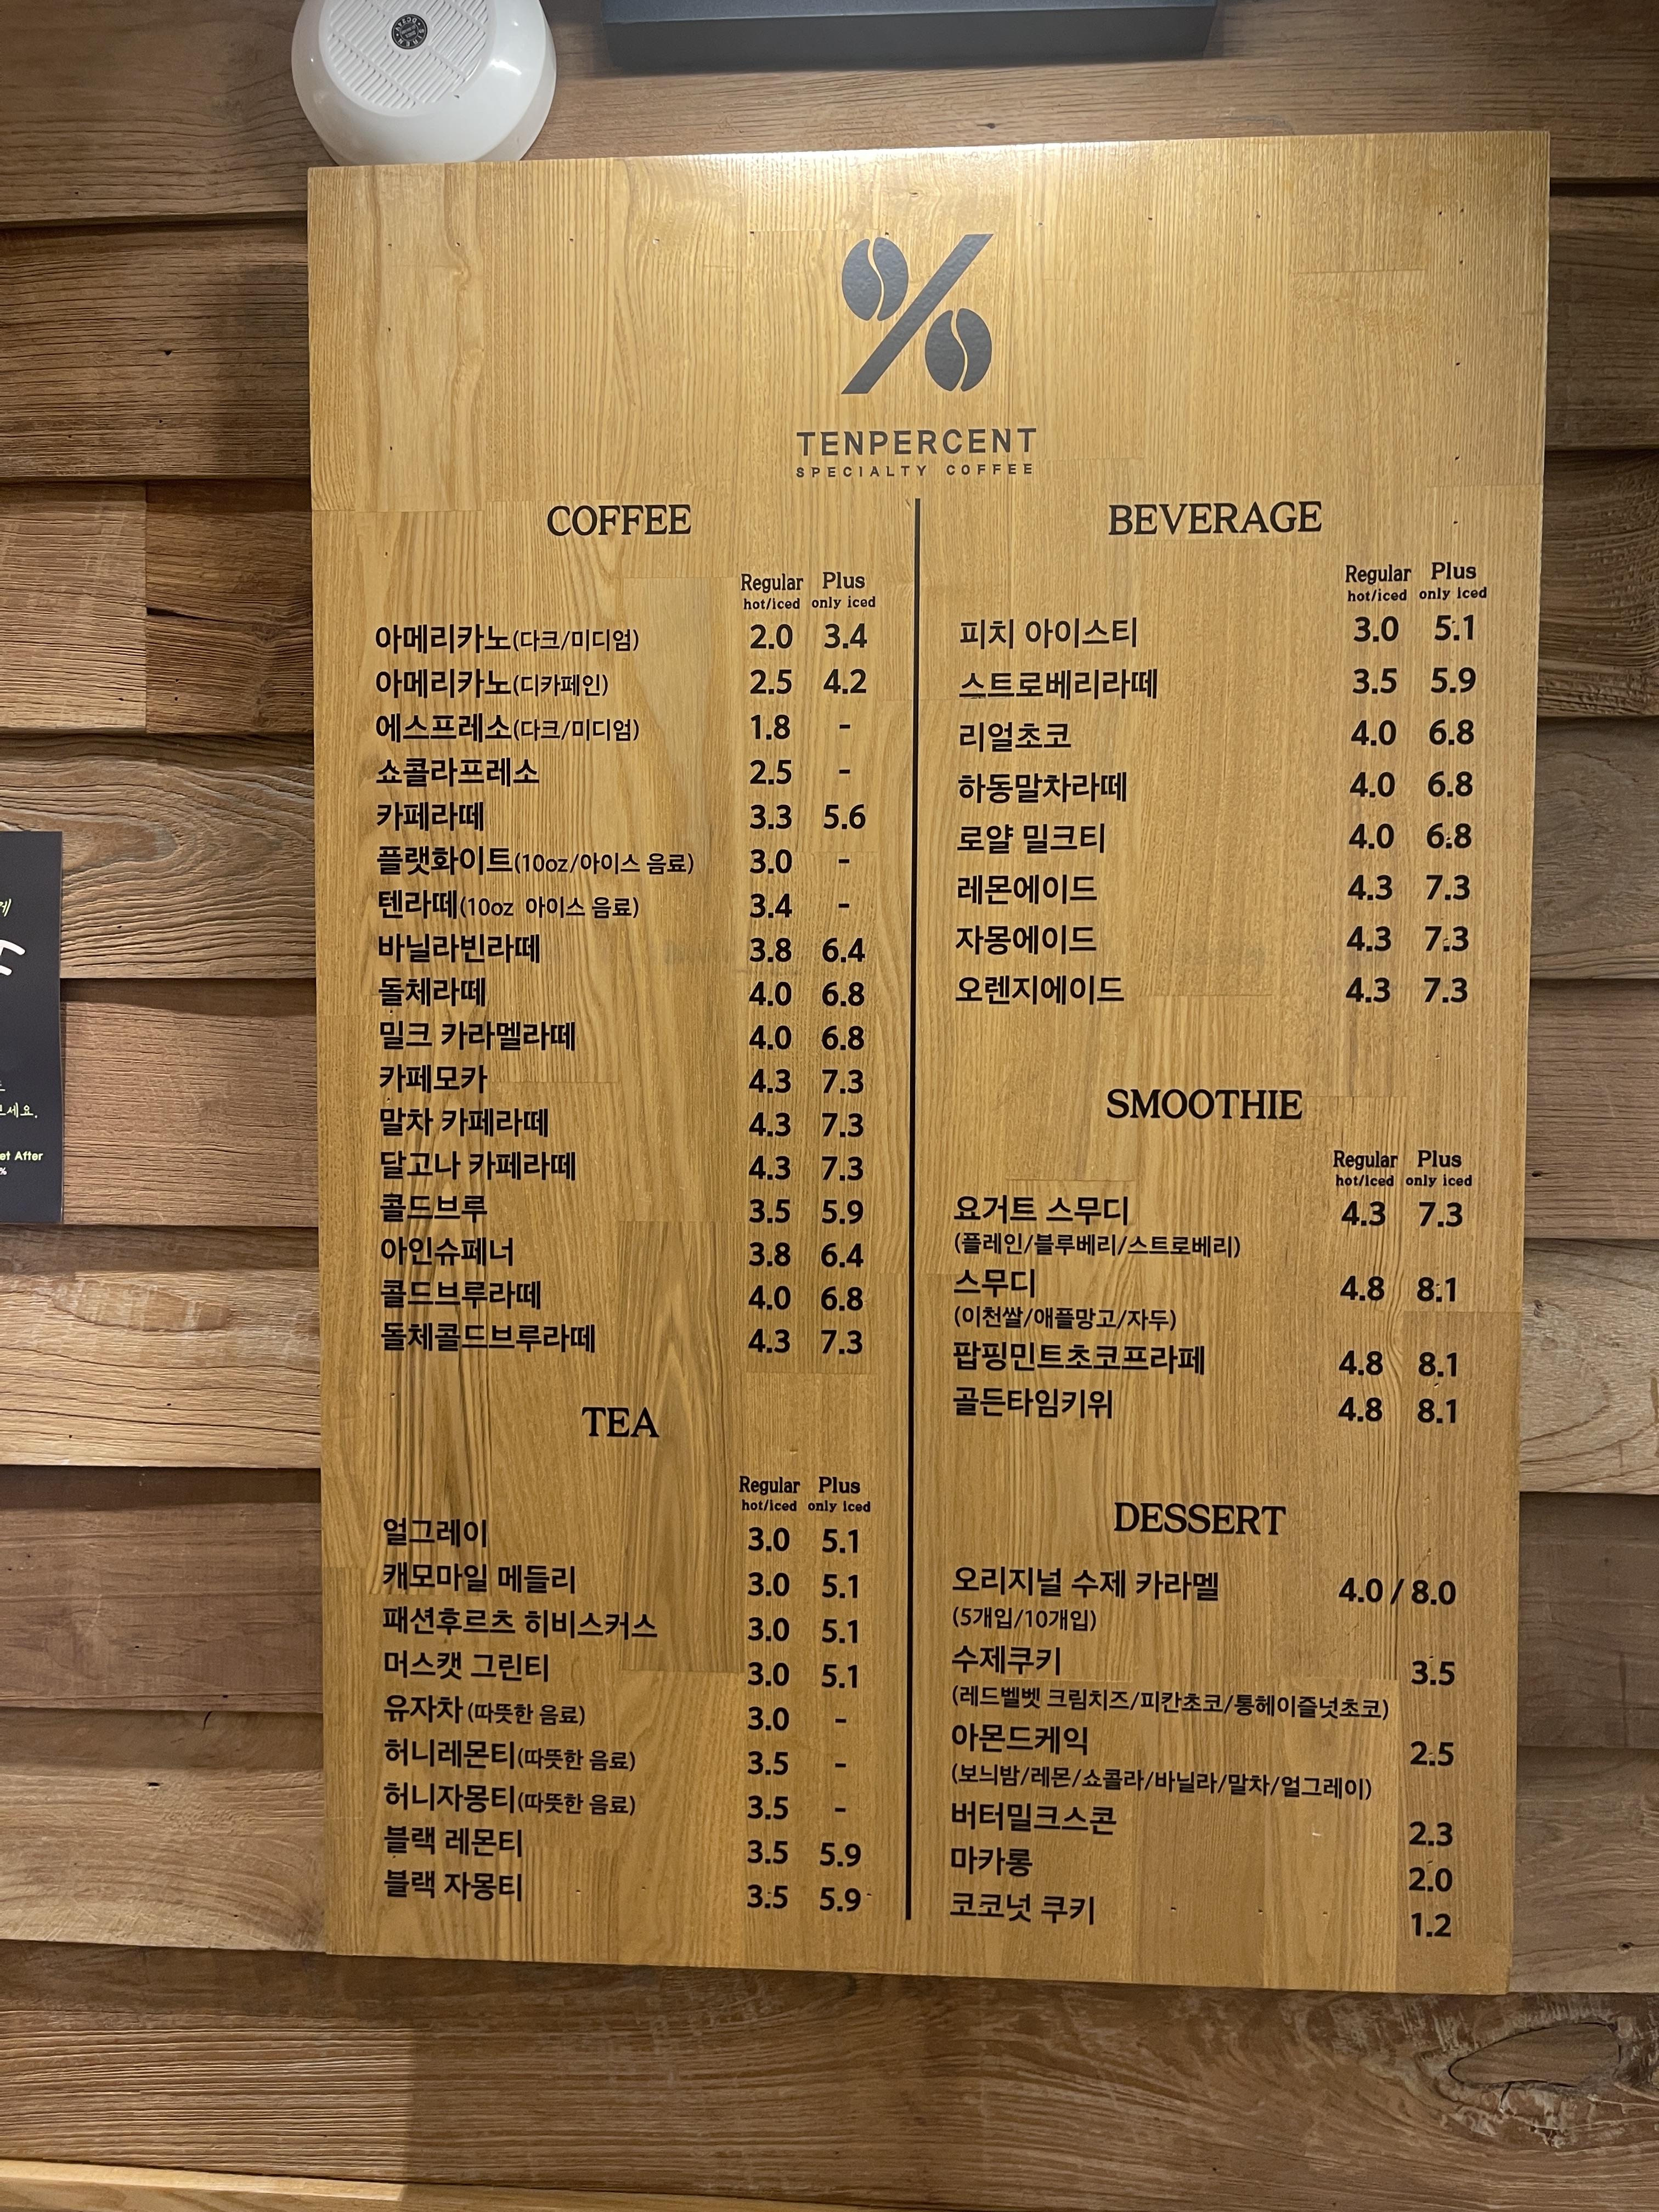 TENPERCENT
SPECIALTY COFFEE
COFFEE
Regular Plus
hot/iced only iced
아메리카노(다크/미디엄) 2.0 3.4
아메리카노(디카페인) 2.5 4.2
에스프레소(다크/미디엄) 1.8 -
쇼콜라프레소 2.5 -
카페라떼 3.3 5.6
플랫화이트(10oz/아이스 음료) 3.0 -
텐라떼(10oz 아이스 음료) 3.4 -
바닐라빈라떼 3.8 6.4
돌체라떼 4.0 6.8
밀크 카라멜라떼 4.0 6.8
카페모카 4.3 7.3
말차 카페라떼 4.3 7.3
달고나 카페라떼 4.3 7.3
콜드브루 3.5 5.9
아인슈페너 3.8 6.4
콜드브루라떼 4.0 6.8
돌체콜드브루라떼 4.3 7.3
TEA
Regular Plus
hot/iced only iced
얼그레이 3.0 5.1
캐모마일 메들리 3.0 5.1
패션후르츠 히비스커스 3.0 5.1
머스캣 그린티 3.0 5.1
유자차 (따뜻한 음료) 3.0 -
허니레몬티(따뜻한 음료) 3.5 -
허니자몽티(따뜻한 음료) 3.5 -
블랙 레몬티 3.5 5.9
블랙 자몽티 3.5 5.9
BEVERAGE
Regular Plus
hot/iced only iced
피치 아이스티 3.0 5.1
스트로베리라떼 3.5 5.9
리얼초코 4.0 6.8
하동말차라떼 4.0 6.8
로얄 밀크티 4.0 6.8
레몬에이드 4.3 7.3
자몽에이드 4.3 7.3
오렌지에이드 4.3 7.3
SMOOTHIE
Regular Plus
hot/iced only iced
요거트 스무디 4.3 7.3
(플레인/블루베리/스트로베리)
스무디 4.8 8.1
(이천쌀/애플망고/자두)
팝핑민트초코프라페 4.8 8.1
골든타임키위 4.8 8.1
DESSERT
오리지널 수제 카라멜 4.0 / 8.0
(5개입/10개입)
수제쿠키 3.5
(레드벨벳 크림치즈/피칸초코/통헤이즐넛초코)
아몬드케익 2.5
(보늬밤/레몬/쇼콜라/바닐라/말차/얼그레이)
버터밀크스콘 2.3
마카롱 2.0
코코넛 쿠키 1.2
et After
%